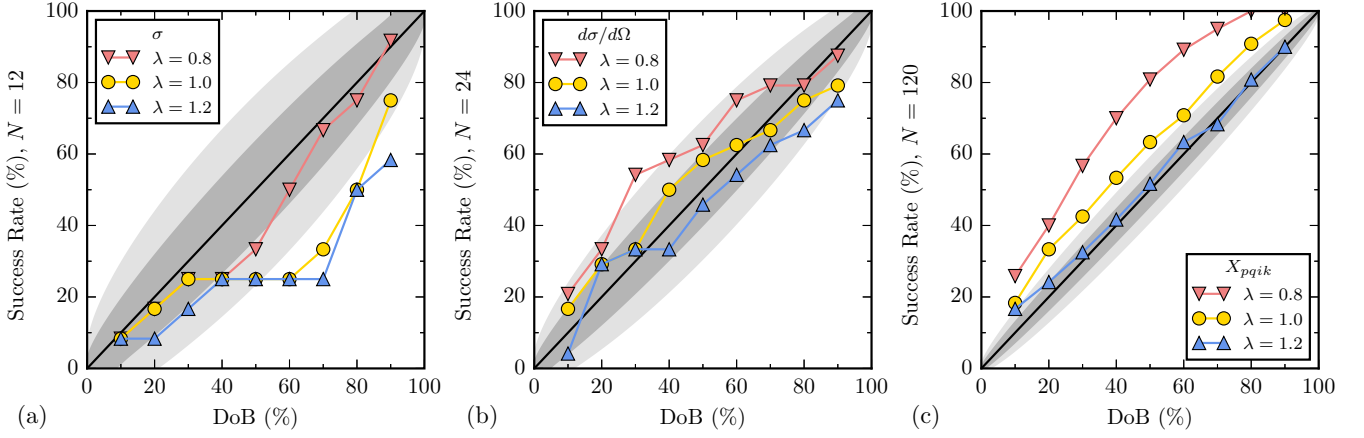 Success Rate (%), N = 12
100
80
60
40
20
0
σ
λ = 0.8
λ = 1.0
λ = 1.2
0 20 40 60 80 100
(a) DoB (%)
Success Rate (%), N = 24
100
80
60
40
20
0
dσ/dΩ
λ = 0.8
λ = 1.0
λ = 1.2
0 20 40 60 80 100
(b) DoB (%)
Success Rate (%), N = 120
100
80
60
40
20
0
X_{pqik}
λ = 0.8
λ = 1.0
λ = 1.2
0 20 40 60 80 100
(c) DoB (%)